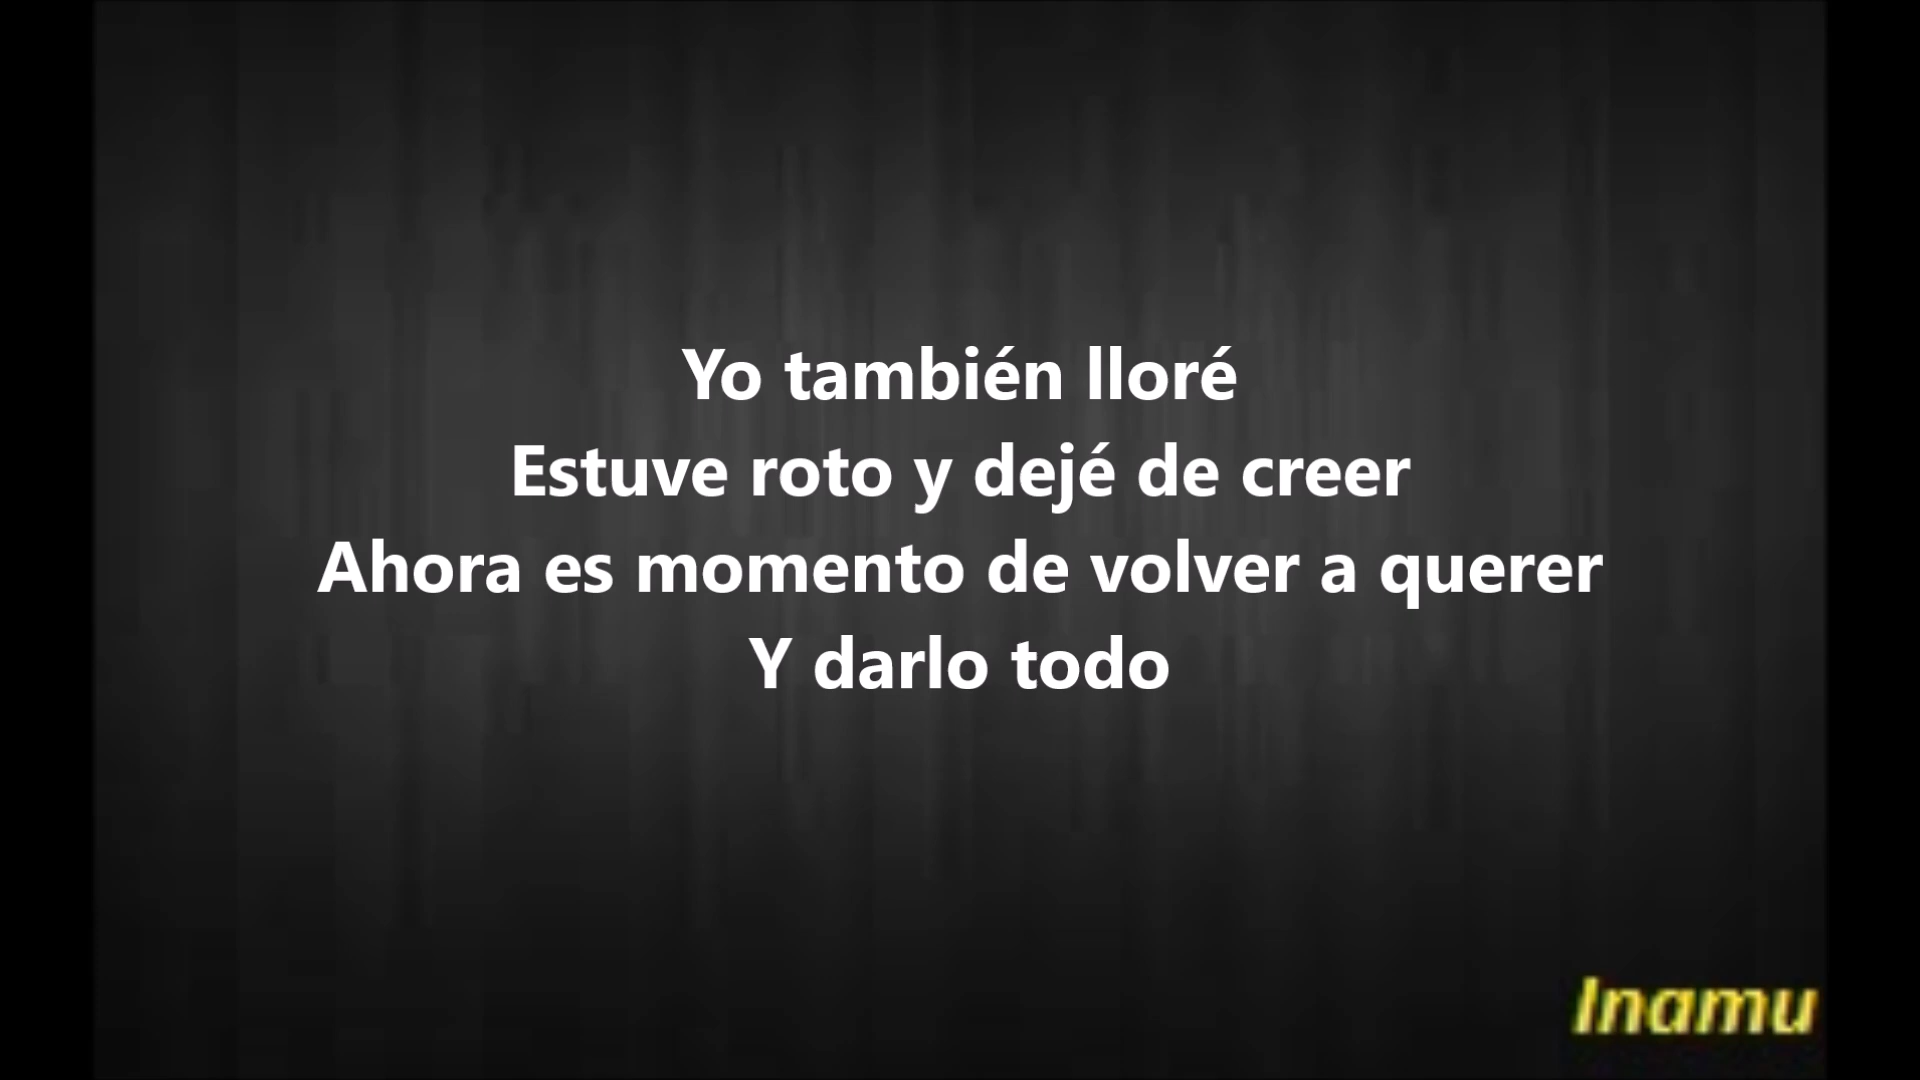 Yo también lloré
Estuve roto y dejé de creer
Ahora es momento de volver a querer
Y darlo todo
Inamu